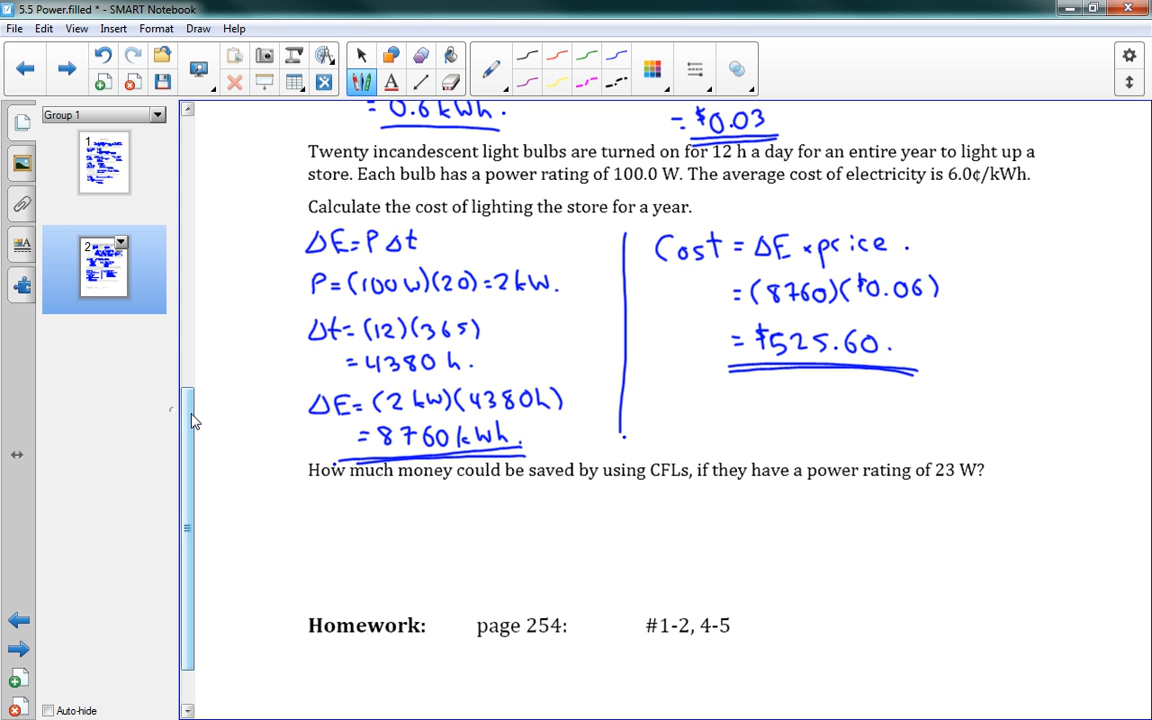 5.5 Power.filled * - SMART Notebook
File Edit View Insert Format Draw Help
Group 1
1
2
= 0.6 kWh.
= $0.03
Twenty incandescent light bulbs are turned on for 12 h a day for an entire year to light up a
store. Each bulb has a power rating of 100.0 W. The average cost of electricity is 6.0¢/kWh.
Calculate the cost of lighting the store for a year.
ΔE=PΔt
P=(100W)(20)=2kW.
Δt=(12)(365)
=4380 h.
ΔE=(2 kW)(4380h)
=8760kWh.
Cost = ΔE × price.
=(8760)($0.06)
= $525.60.
How much money could be saved by using CFLs, if they have a power rating of 23 W?
Homework: page 254: #1-2, 4-5
Auto-hide